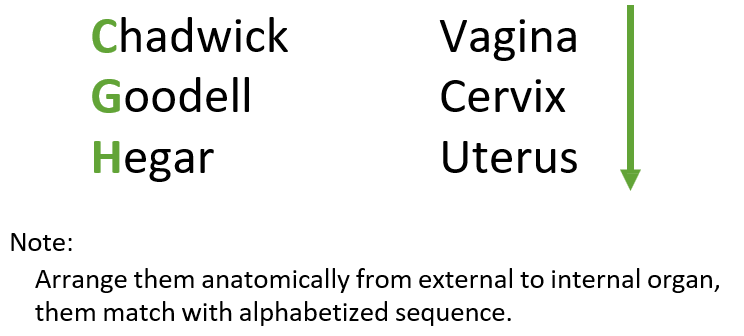 Chadwick Vagina
Goodell Cervix
Hegar Uterus
Note:
Arrange them anatomically from external to internal organ,
them match with alphabetized sequence.